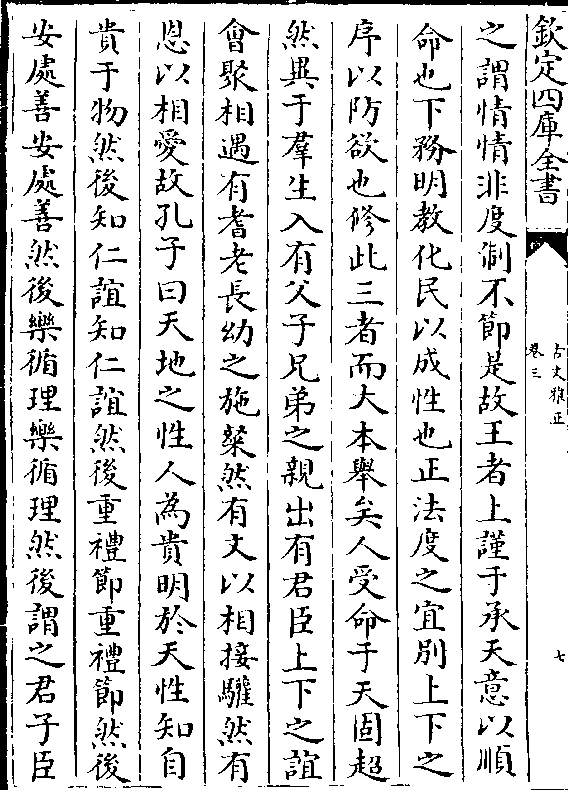 欽定四庫全書
古文雅正
卷三
七
之謂情情非度制不節是故王者上謹于承天意以順
命也下務明教化民以成性也正法度之宜別上下之
序以防欲也修此三者而大本舉矣人受命于天固超
然異于羣生入有父子兄弟之親出有君臣上下之誼
會聚相遇有耆老長幼之施粲然有文以相接驩然有
恩以相愛故孔子曰天地之性人為貴明於天性知自
貴于物然後知仁誼知仁誼然後重禮節重禮節然後
安處善安處善然後樂循理樂循理然後謂之君子臣